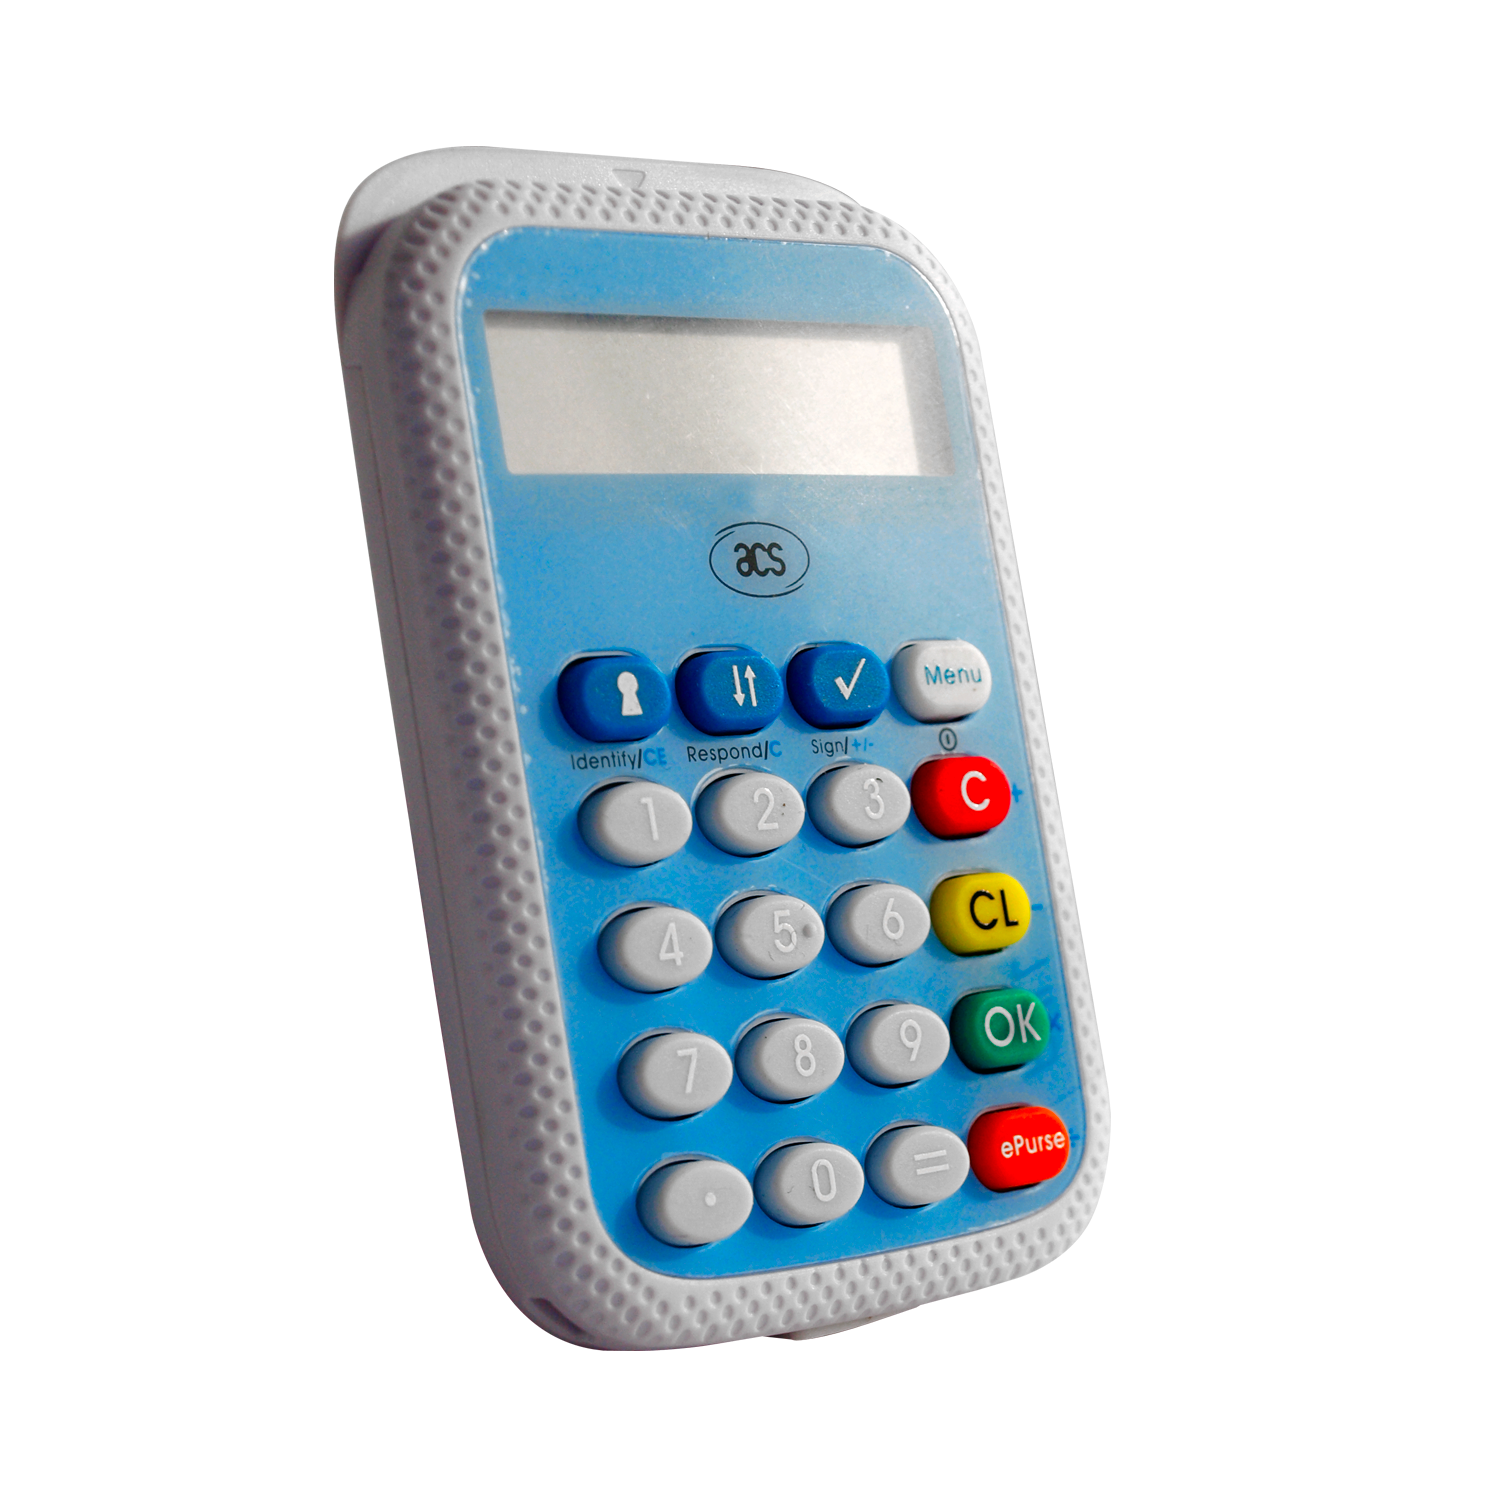 acs
Menu
Identify/CE Respond/C Sign/+/-
1 2 3 C +
4 5 6 CL -
7 8 9 OK x
. 0 = ePurse